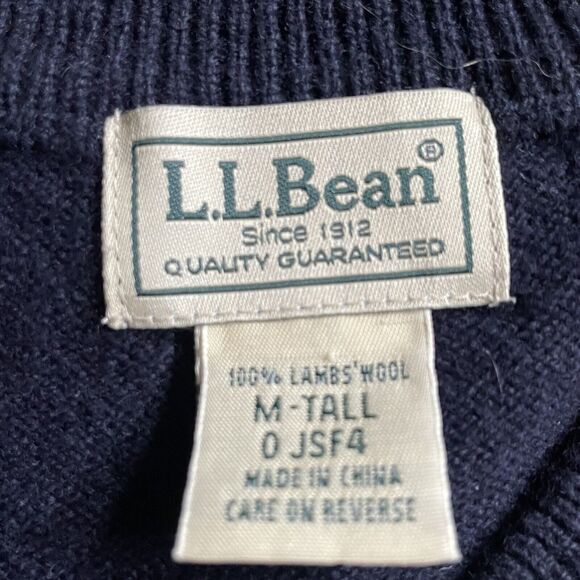 L.L.Bean®
Since 1912
QUALITY GUARANTEED
100% LAMBS' WOOL
M-TALL
0 JSF4
MADE IN CHINA
CARE ON REVERSE